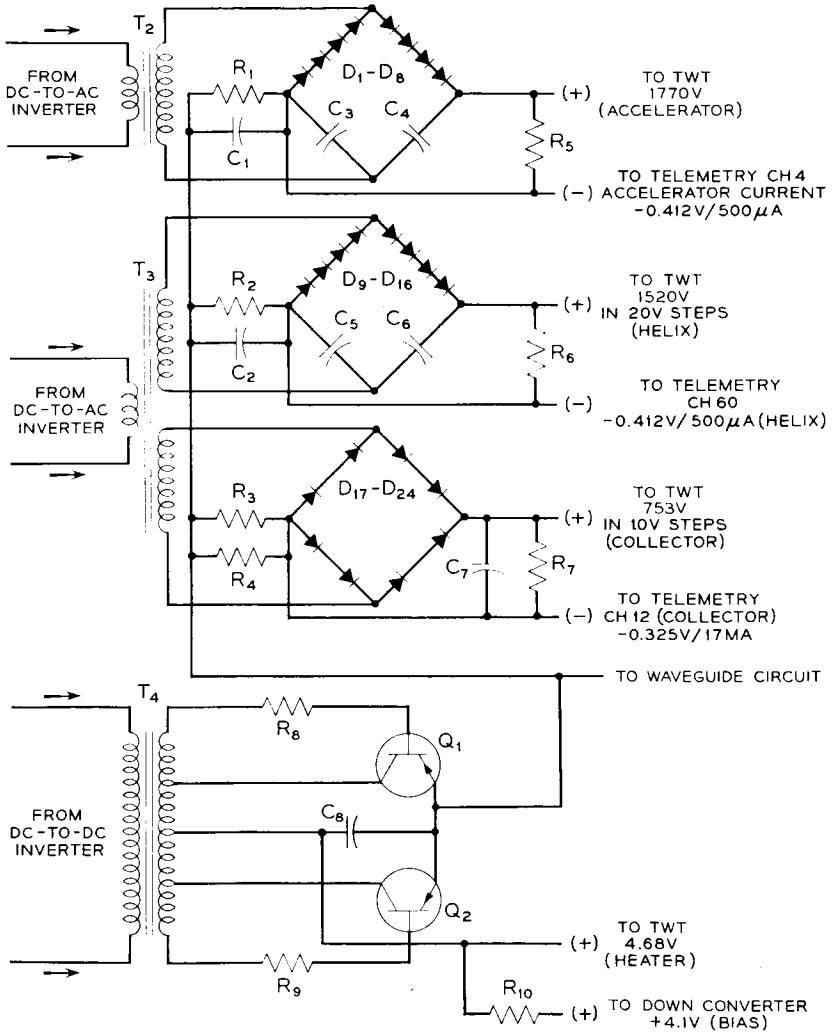 T2
FROM
DC-TO-AC
INVERTER
R1
C1
D1-D8
C3
C4
R5
(+) TO TWT
1770V
(ACCELERATOR)
TO TELEMETRY CH 4
(-) ACCELERATOR CURRENT
-0.412V/500μA
T3
FROM
DC-TO-AC
INVERTER
R2
C2
D9-D16
C5
C6
R6
(+) TO TWT
1520V
IN 20V STEPS
(HELIX)
(-) TO TELEMETRY
CH 60
-0.412V/500μA (HELIX)
R3
R4
D17-D24
C7
R7
(+) TO TWT
753V
IN 10V STEPS
(COLLECTOR)
(-) TO TELEMETRY
CH 12 (COLLECTOR)
-0.325V/17MA
TO WAVEGUIDE CIRCUIT
T4
FROM
DC-TO-DC
INVERTER
R8
Q1
C8
Q2
R9
(+) TO TWT
4.68V
(HEATER)
R10
(+) TO DOWN CONVERTER
+4.1V (BIAS)